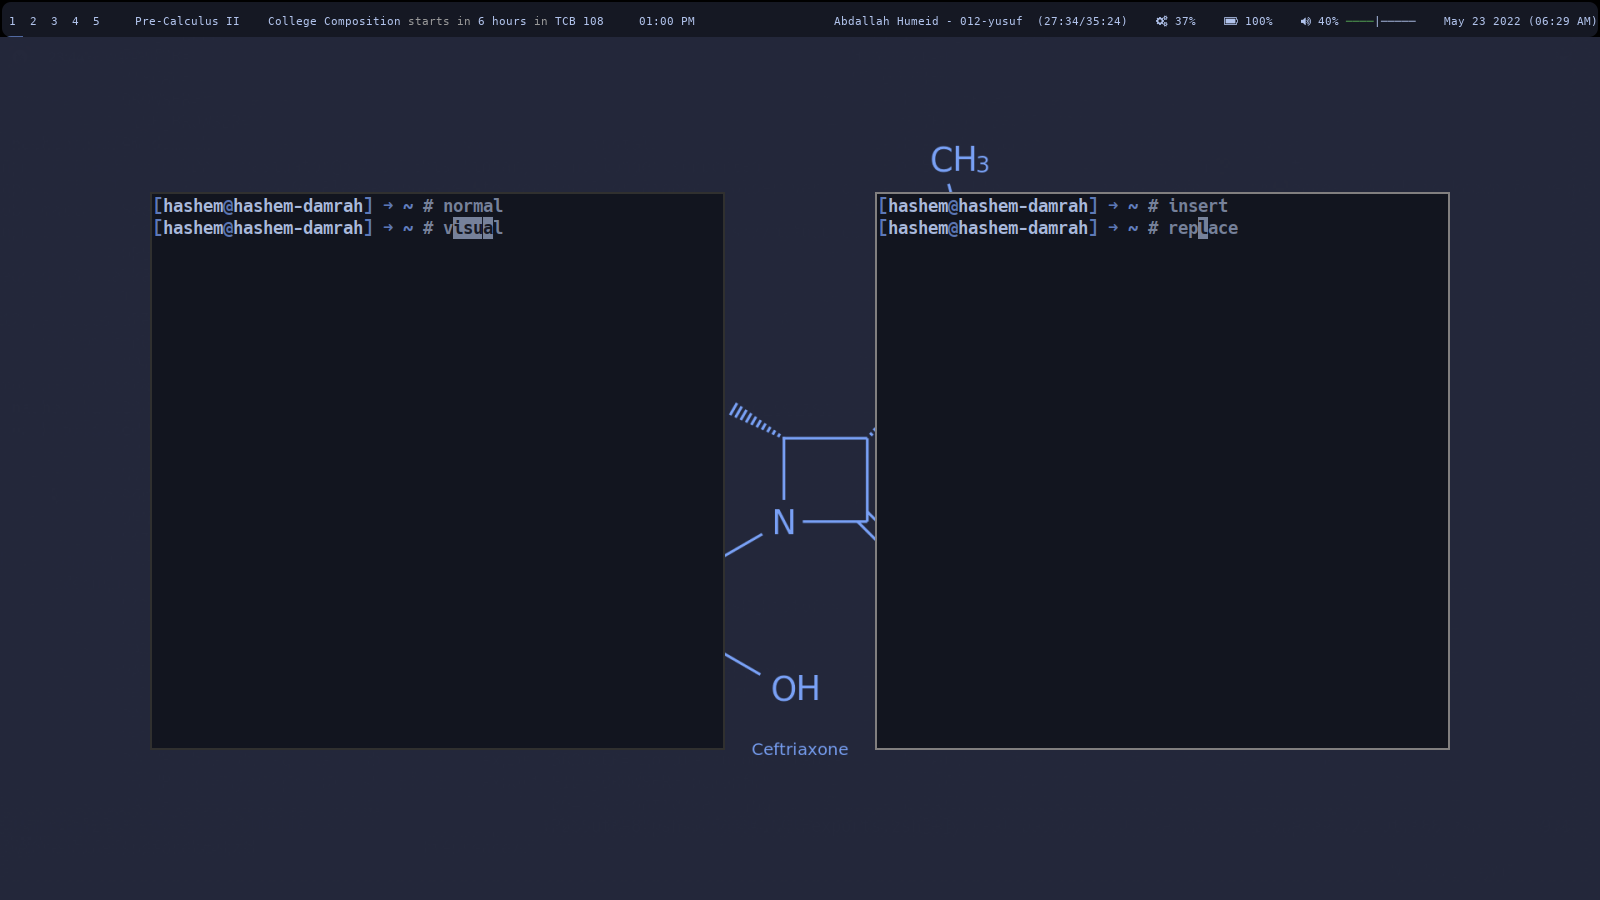 1 2 3 4 5 Pre-Calculus II College Composition starts in 6 hours in TCB 108 01:00 PM Abdallah Humeid - 012-yusuf (27:34/35:24) 37% 100% 40% May 23 2022 (06:29 AM)
CH3
[hashem@hashem-damrah] → ~ # normal
[hashem@hashem-damrah] → ~ # visual
[hashem@hashem-damrah] → ~ # insert
[hashem@hashem-damrah] → ~ # replace
N
OH
Ceftriaxone